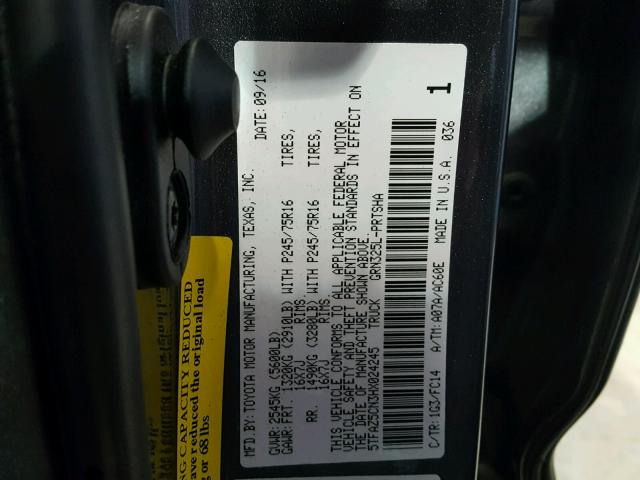 MFD.BY: TOYOTA MOTOR MANUFACTURING, TEXAS, INC. DATE: 09/16
GVWR: 2545KG (5600LB)
GAWR: FRT. 1320KG (2910LB) WITH P245/75R16 TIRES,
16X7J RIMS.
RR. 1490KG (3280LB) WITH P245/75R16 TIRES,
16X7J RIMS.
THIS VEHICLE CONFORMS TO ALL APPLICABLE FEDERAL MOTOR
VEHICLE SAFETY AND THEFT PREVENTION STANDARDS IN EFFECT ON
THE DATE OF MANUFACTURE SHOWN ABOVE.
5TFAZ5CN3HX024245 TRUCK GRN325L-PRTSHA
C/TR: 1G3/FC14 A/TM: A07A/AC60E MADE IN U.S.A. 036
1
NG CAPACITY REDUCED
ave reduced the original load
g or 68 lbs